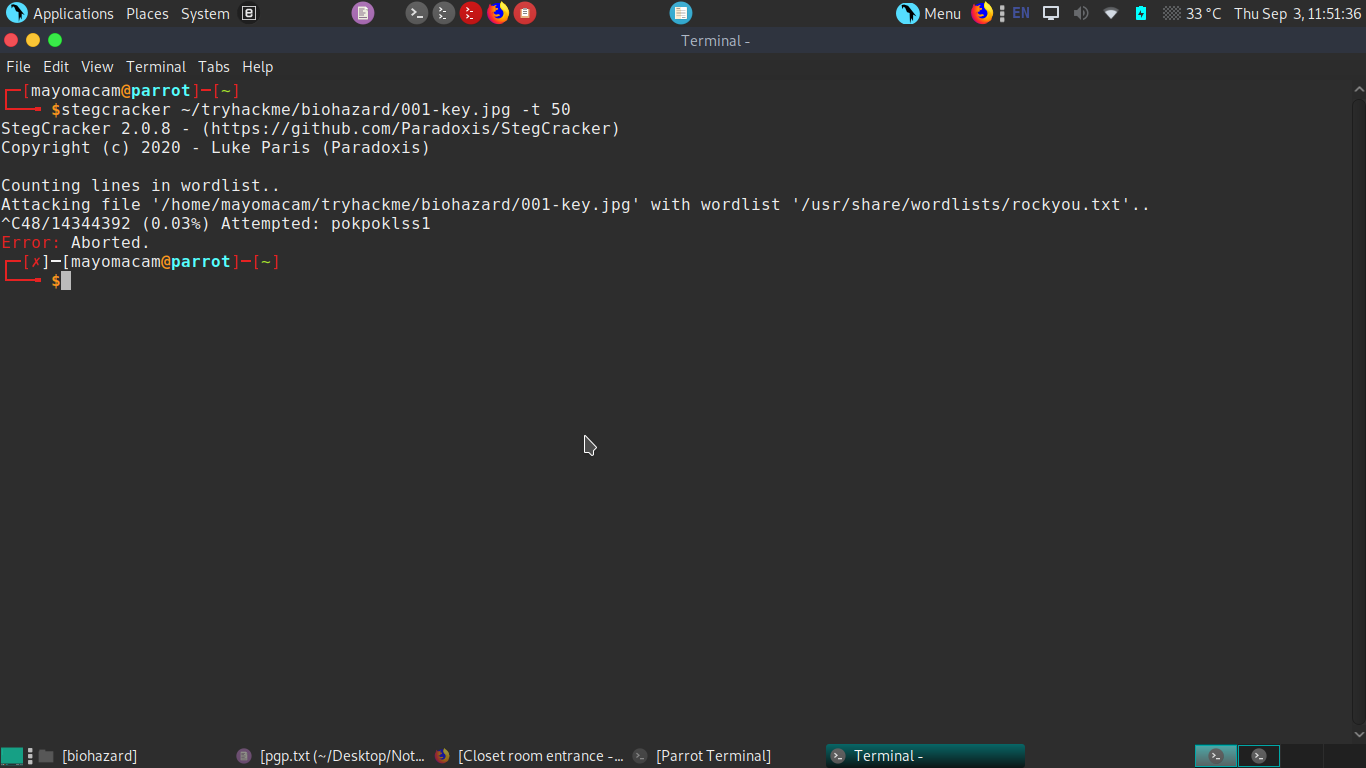 Applications Places System
Menu EN 33 °C Thu Sep 3, 11:51:36
Terminal -
File Edit View Terminal Tabs Help
┌─[mayomacam@parrot]─[~]
└──╼ $stegcracker ~/tryhackme/biohazard/001-key.jpg -t 50
StegCracker 2.0.8 - (https://github.com/Paradoxis/StegCracker)
Copyright (c) 2020 - Luke Paris (Paradoxis)
Counting lines in wordlist..
Attacking file '/home/mayomacam/tryhackme/biohazard/001-key.jpg' with wordlist '/usr/share/wordlists/rockyou.txt'..
^C48/14344392 (0.03%) Attempted: pokpoklss1
Error: Aborted.
┌─[✗]─[mayomacam@parrot]─[~]
└──╼ $
[biohazard] [pgp.txt (~/Desktop/Not... [Closet room entrance -... [Parrot Terminal] Terminal -